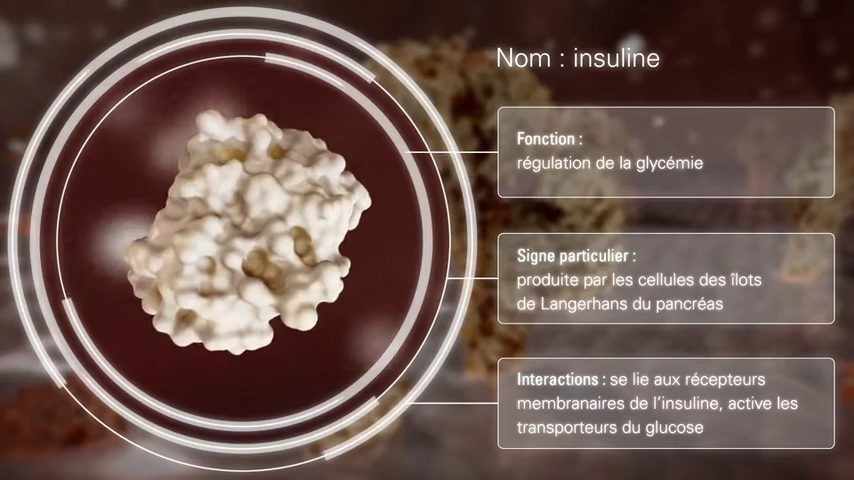 Nom : insuline
Fonction :
régulation de la glycémie
Signe particulier :
produite par les cellules des îlots
de Langerhans du pancréas
Interactions : se lie aux récepteurs
membranaires de l'insuline, active les
transporteurs du glucose